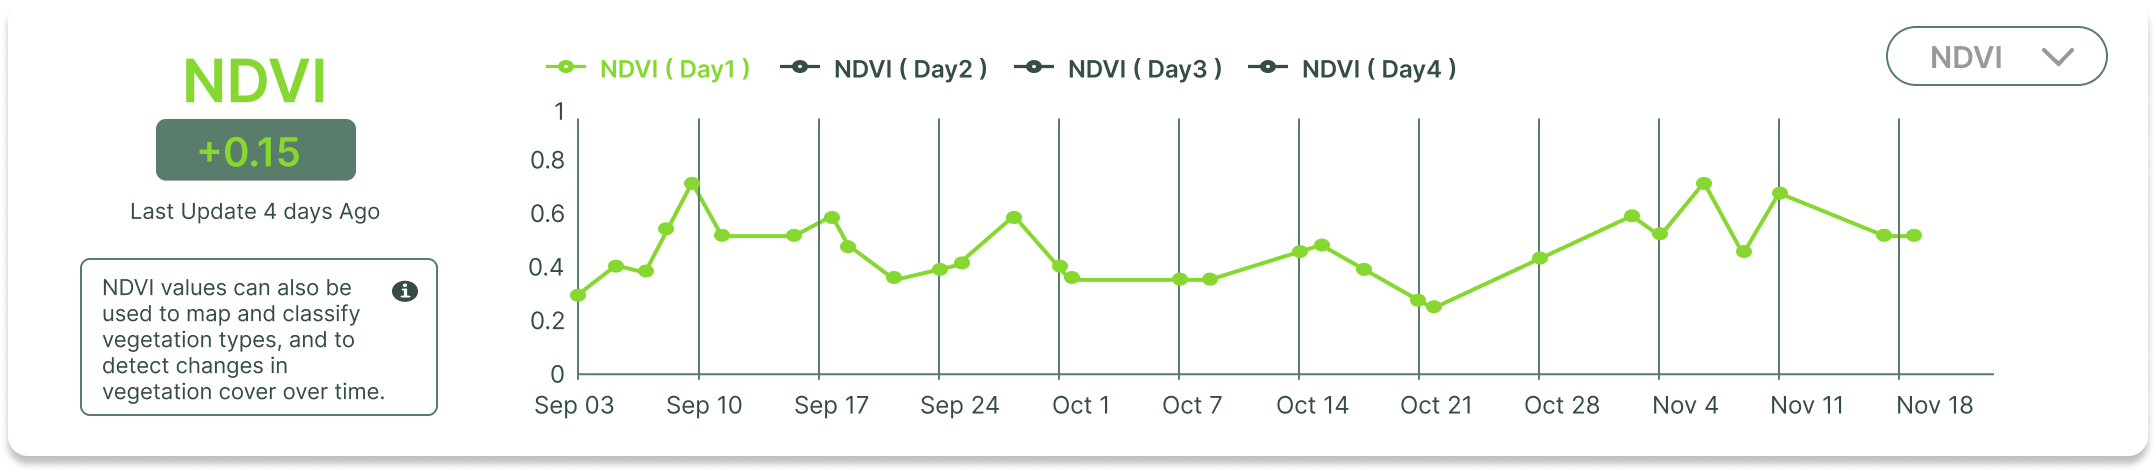 NDVI
+0.15
Last Update 4 days Ago
NDVI values can also be
used to map and classify
vegetation types, and to
detect changes in
vegetation cover over time.
NDVI ( Day1 ) NDVI ( Day2 ) NDVI ( Day3 ) NDVI ( Day4 )
NDVI
1
0.8
0.6
0.4
0.2
0
Sep 03 Sep 10 Sep 17 Sep 24 Oct 1 Oct 7 Oct 14 Oct 21 Oct 28 Nov 4 Nov 11 Nov 18